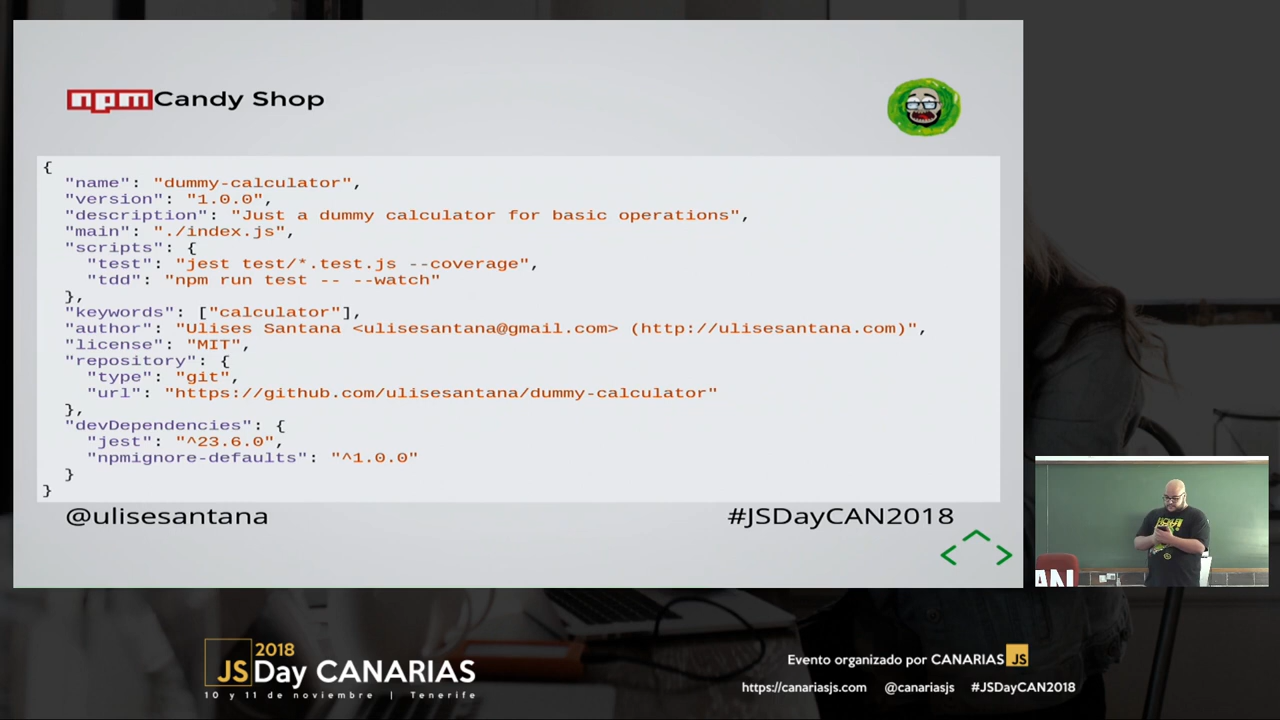 npm Candy Shop
{
  "name": "dummy-calculator",
  "version": "1.0.0",
  "description": "Just a dummy calculator for basic operations",
  "main": "./index.js",
  "scripts": {
    "test": "jest test/*.test.js --coverage",
    "tdd": "npm run test -- --watch"
  },
  "keywords": ["calculator"],
  "author": "Ulises Santana <ulisesantana@gmail.com> (http://ulisesantana.com)",
  "license": "MIT",
  "repository": {
    "type": "git",
    "url": "https://github.com/ulisesantana/dummy-calculator"
  },
  "devDependencies": {
    "jest": "^23.6.0",
    "npmignore-defaults": "^1.0.0"
  }
}
@ulisesantana #JSDayCAN2018
AN
2018
JSDay CANARIAS
10 y 11 de noviembre | Tenerife
Evento organizado por CANARIAS JS
https://canariasjs.com @canariasjs #JSDayCAN2018